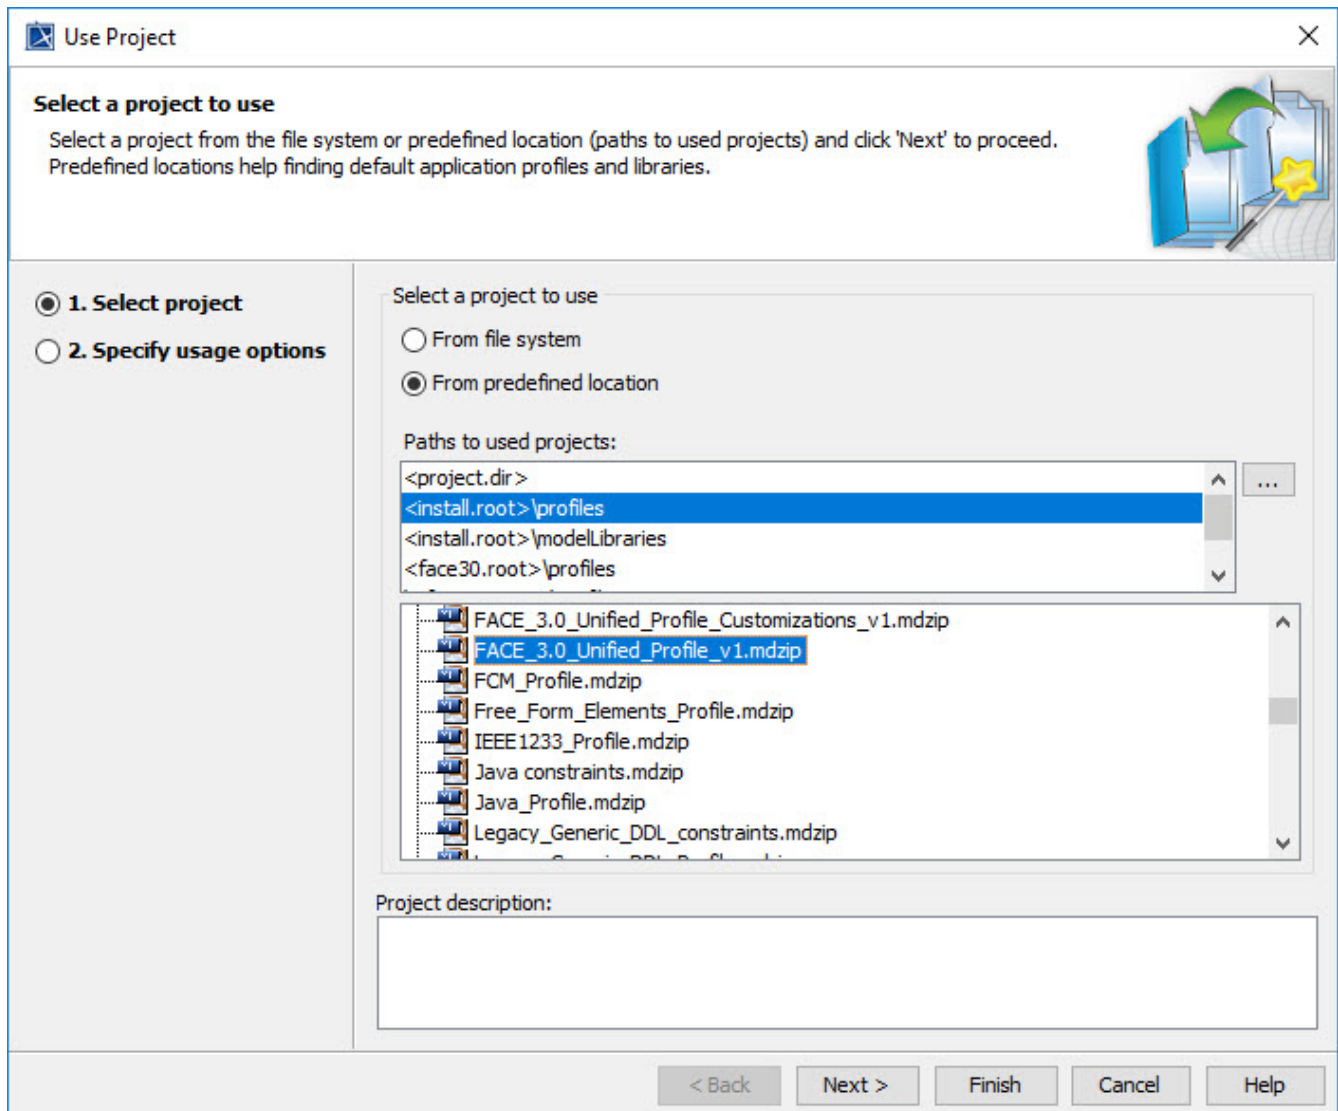 Use Project
Select a project to use
Select a project from the file system or predefined location (paths to used projects) and click 'Next' to proceed.
Predefined locations help finding default application profiles and libraries.
1. Select project
2. Specify usage options
Select a project to use
From file system
From predefined location
Paths to used projects:
<project.dir>
...
<install.root>\profiles
<install.root>\modelLibraries
<face30.root>\profiles
FACE_3.0_Unified_Profile_Customizations_v1.mdzip
FACE_3.0_Unified_Profile_v1.mdzip
FCM_Profile.mdzip
Free_Form_Elements_Profile.mdzip
IEEE1233_Profile.mdzip
Java constraints.mdzip
Java_Profile.mdzip
Legacy_Generic_DDL_constraints.mdzip
Project description:
< Back Next > Finish Cancel Help